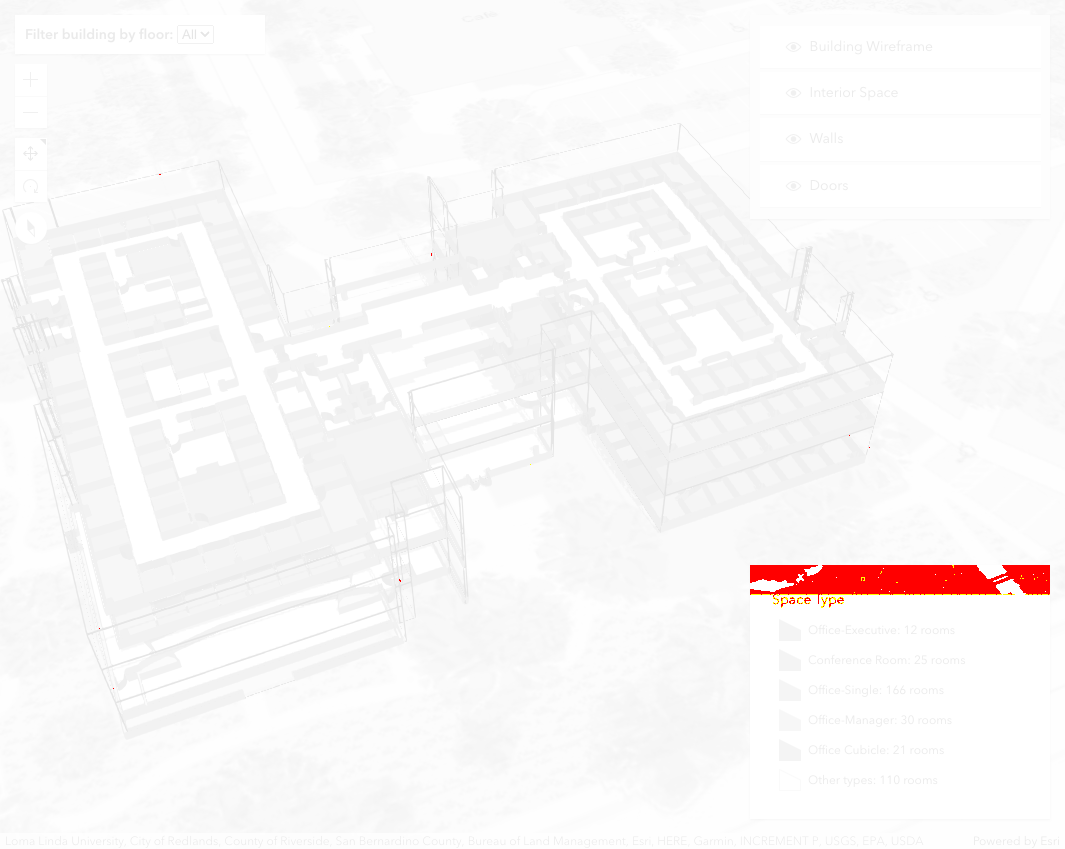 Filter building by floor: All
Cafe
Building Wireframe
Interior Space
Walls
Doors
Space Type
Office-Executive: 12 rooms
Conference Room: 25 rooms
Office-Single: 166 rooms
Office-Manager: 30 rooms
Office Cubicle: 21 rooms
Other types: 110 rooms
Loma Linda University, City of Redlands, County of Riverside, San Bernardino County, Bureau of Land Management, Esri, HERE, Garmin, INCREMENT P, USGS, EPA, USDA Powered by Esri